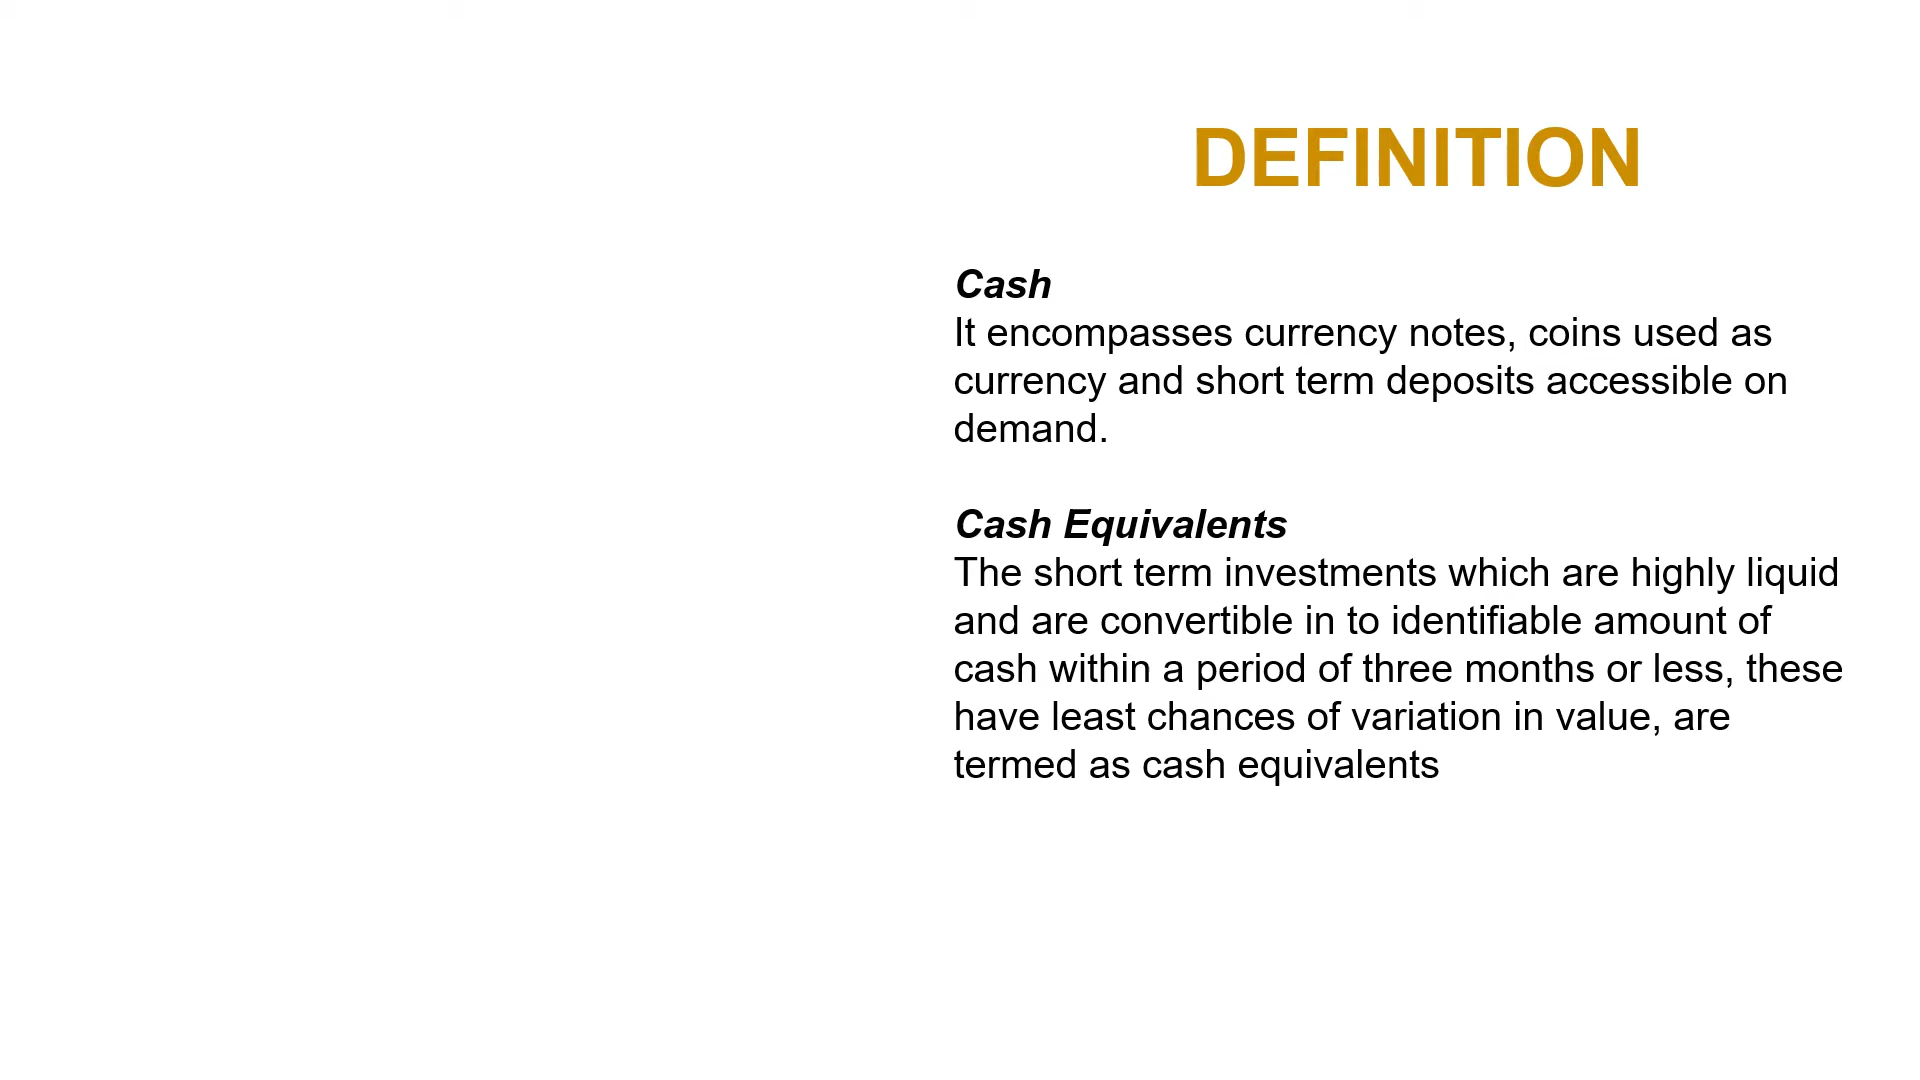 DEFINITION
Cash
It encompasses currency notes, coins used as
currency and short term deposits accessible on
demand.
Cash Equivalents
The short term investments which are highly liquid
and are convertible in to identifiable amount of
cash within a period of three months or less, these
have least chances of variation in value, are
termed as cash equivalents